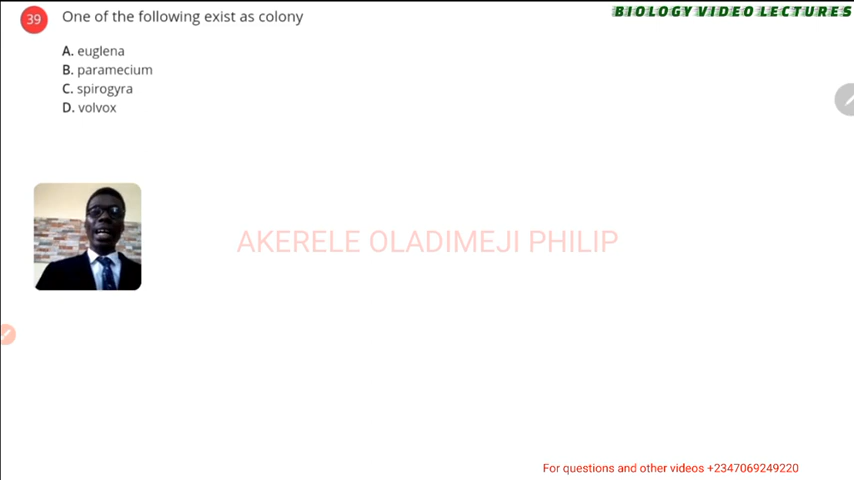 39 One of the following exist as colony
BIOLOGY VIDEO LECTURES
A. euglena
B. paramecium
C. spirogyra
D. volvox
AKERELE OLADIMEJI PHILIP
For questions and other videos +2347069249220